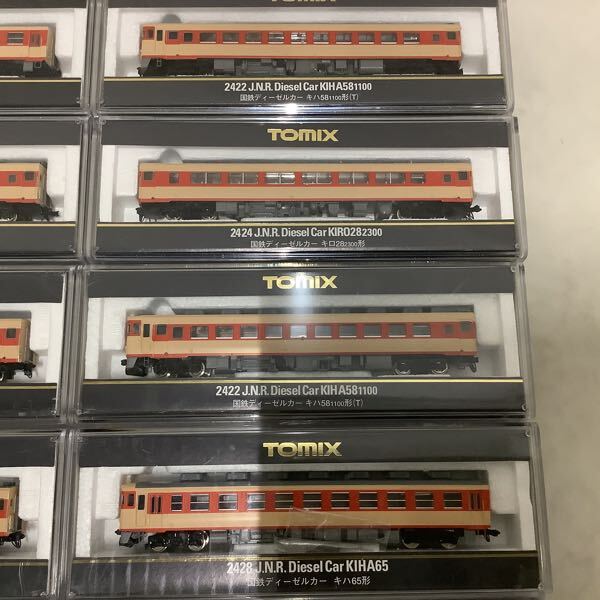 TOMIX
2422 J.N.R. Diesel Car KIHA581100
国鉄ディーゼルカー キハ581100形(T)
TOMIX
2424 J.N.R. Diesel Car KIRO282300
国鉄ディーゼルカー キロ282300形
TOMIX
2422 J.N.R. Diesel Car KIHA581100
国鉄ディーゼルカー キハ581100形(T)
TOMIX
2428 J.N.R. Diesel Car KIHA65
国鉄ディーゼルカー キハ65形